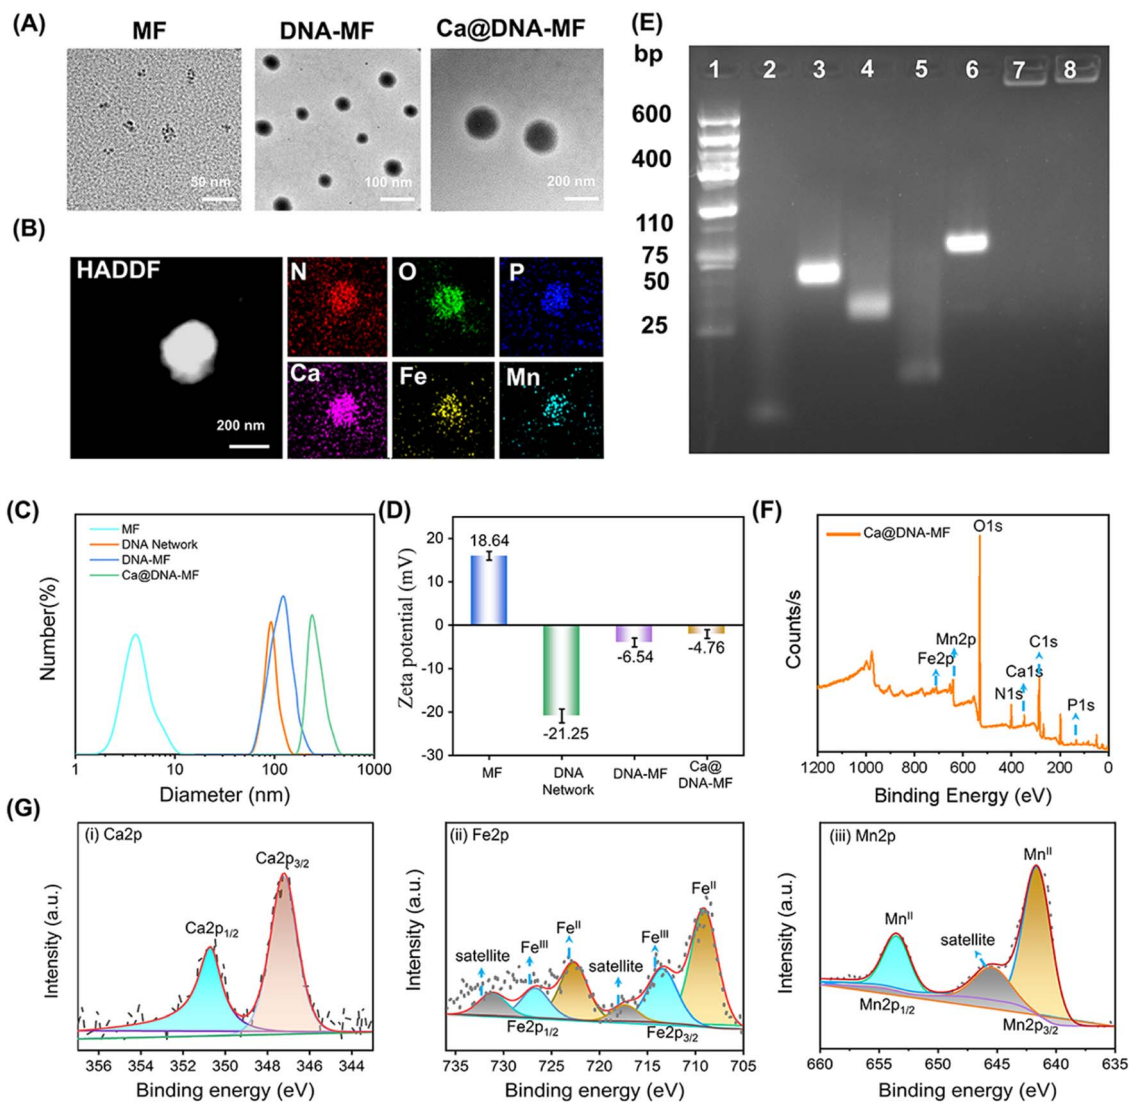 (A)
MF
DNA-MF
Ca@DNA-MF
50 nm
100 nm
200 nm
(B)
HADDF
200 nm
N
O
P
Ca
Fe
Mn
(E)
bp
1 2 3 4 5 6 7 8
600
400
110
75
50
25
(C)
Number(%)
MF
DNA Network
DNA-MF
Ca@DNA-MF
1 10 100 1000
Diameter (nm)
(D)
Zeta potential (mV)
20
10
0
-10
-20
-30
18.64
-21.25
-6.54
-4.76
MF
DNA
Network
DNA-MF
Ca@
DNA-MF
(F)
Counts/s
Ca@DNA-MF
O1s
Fe2p
Mn2p
N1s
Ca1s
C1s
P1s
1200 1000 800 600 400 200 0
Binding Energy (eV)
(G)
(i) Ca2p
Intensity (a.u.)
Ca2p1/2
Ca2p3/2
356 354 352 350 348 346 344
Binding energy (eV)
(ii) Fe2p
Intensity (a.u.)
satellite
FeIII
FeII
satellite
FeIII
FeII
Fe2p1/2
Fe2p3/2
735 730 725 720 715 710 705
Binding energy (eV)
(iii) Mn2p
Intensity (a.u.)
MnII
satellite
MnII
Mn2p1/2
Mn2p3/2
660 655 650 645 640 635
Binding energy (eV)